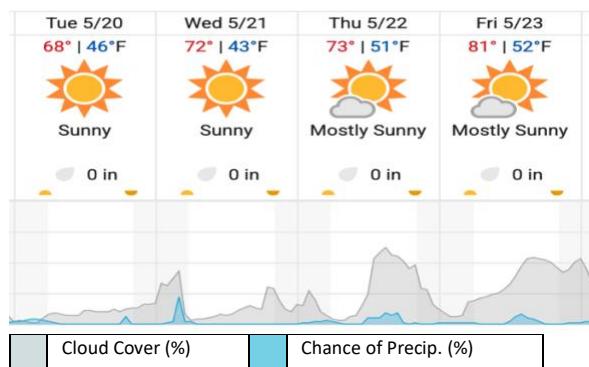 Tue 5/20 Wed 5/21 Thu 5/22 Fri 5/23
68° | 46°F 72° | 43°F 73° | 51°F 81° | 52°F
Sunny Sunny Mostly Sunny Mostly Sunny
0 in 0 in 0 in 0 in
Cloud Cover (%) Chance of Precip. (%)